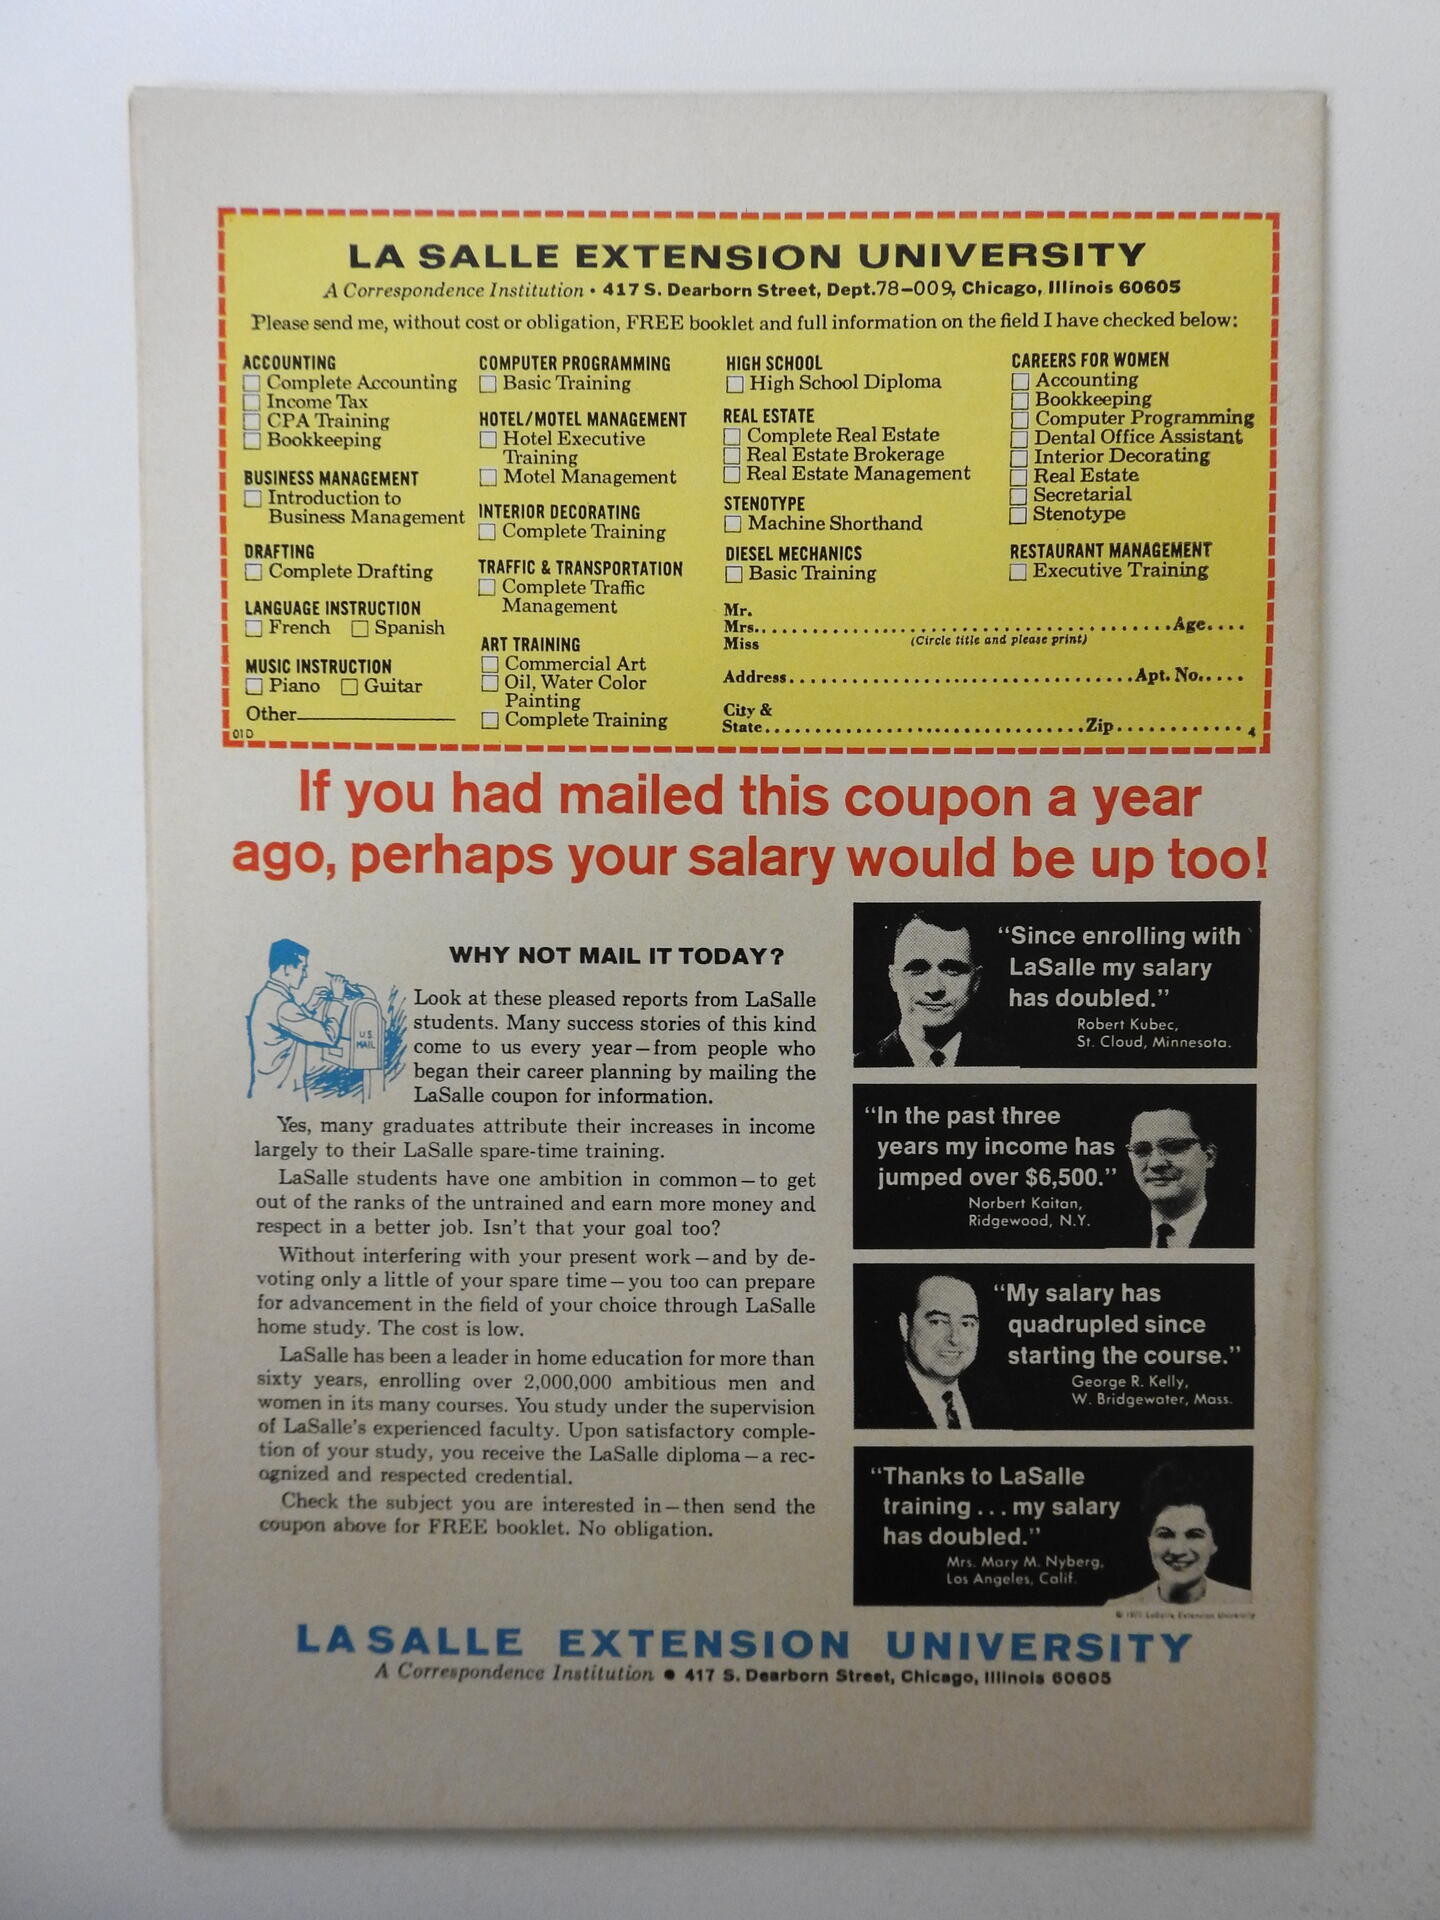 LA SALLE EXTENSION UNIVERSITY
A Correspondence Institution • 417 S. Dearborn Street, Dept.78-009, Chicago, Illinois 60605
Please send me, without cost or obligation, FREE booklet and full information on the field I have checked below:
ACCOUNTING
Complete Accounting
Income Tax
CPA Training
Bookkeeping
BUSINESS MANAGEMENT
Introduction to
Business Management
DRAFTING
Complete Drafting
LANGUAGE INSTRUCTION
French Spanish
MUSIC INSTRUCTION
Piano Guitar
Other
01D
COMPUTER PROGRAMMING
Basic Training
HOTEL/MOTEL MANAGEMENT
Hotel Executive
Training
Motel Management
INTERIOR DECORATING
Complete Training
TRAFFIC & TRANSPORTATION
Complete Traffic
Management
ART TRAINING
Commercial Art
Oil, Water Color
Painting
Complete Training
HIGH SCHOOL
High School Diploma
REAL ESTATE
Complete Real Estate
Real Estate Brokerage
Real Estate Management
STENOTYPE
Machine Shorthand
DIESEL MECHANICS
Basic Training
CAREERS FOR WOMEN
Accounting
Bookkeeping
Computer Programming
Dental Office Assistant
Interior Decorating
Real Estate
Secretarial
Stenotype
RESTAURANT MANAGEMENT
Executive Training
Mr.
Mrs. Age
Miss (Circle title and please print)
Address Apt. No.
City &
State Zip 4
If you had mailed this coupon a year
ago, perhaps your salary would be up too!
WHY NOT MAIL IT TODAY?
U.S.
MAIL
Look at these pleased reports from LaSalle
students. Many success stories of this kind
come to us every year—from people who
began their career planning by mailing the
LaSalle coupon for information.
Yes, many graduates attribute their increases in income
largely to their LaSalle spare-time training.
LaSalle students have one ambition in common—to get
out of the ranks of the untrained and earn more money and
respect in a better job. Isn't that your goal too?
Without interfering with your present work—and by de-
voting only a little of your spare time—you too can prepare
for advancement in the field of your choice through LaSalle
home study. The cost is low.
LaSalle has been a leader in home education for more than
sixty years, enrolling over 2,000,000 ambitious men and
women in its many courses. You study under the supervision
of LaSalle's experienced faculty. Upon satisfactory comple-
tion of your study, you receive the LaSalle diploma—a rec-
ognized and respected credential.
Check the subject you are interested in—then send the
coupon above for FREE booklet. No obligation.
"Since enrolling with
LaSalle my salary
has doubled."
Robert Kubec,
St. Cloud, Minnesota.
"In the past three
years my income has
jumped over $6,500."
Norbert Kaitan,
Ridgewood, N.Y.
"My salary has
quadrupled since
starting the course."
George R. Kelly,
W. Bridgewater, Mass.
"Thanks to LaSalle
training . . . my salary
has doubled."
Mrs. Mary M. Nyberg,
Los Angeles, Calif.
© 1971 LaSalle Extension University
LA SALLE EXTENSION UNIVERSITY
A Correspondence Institution • 417 S. Dearborn Street, Chicago, Illinois 60605